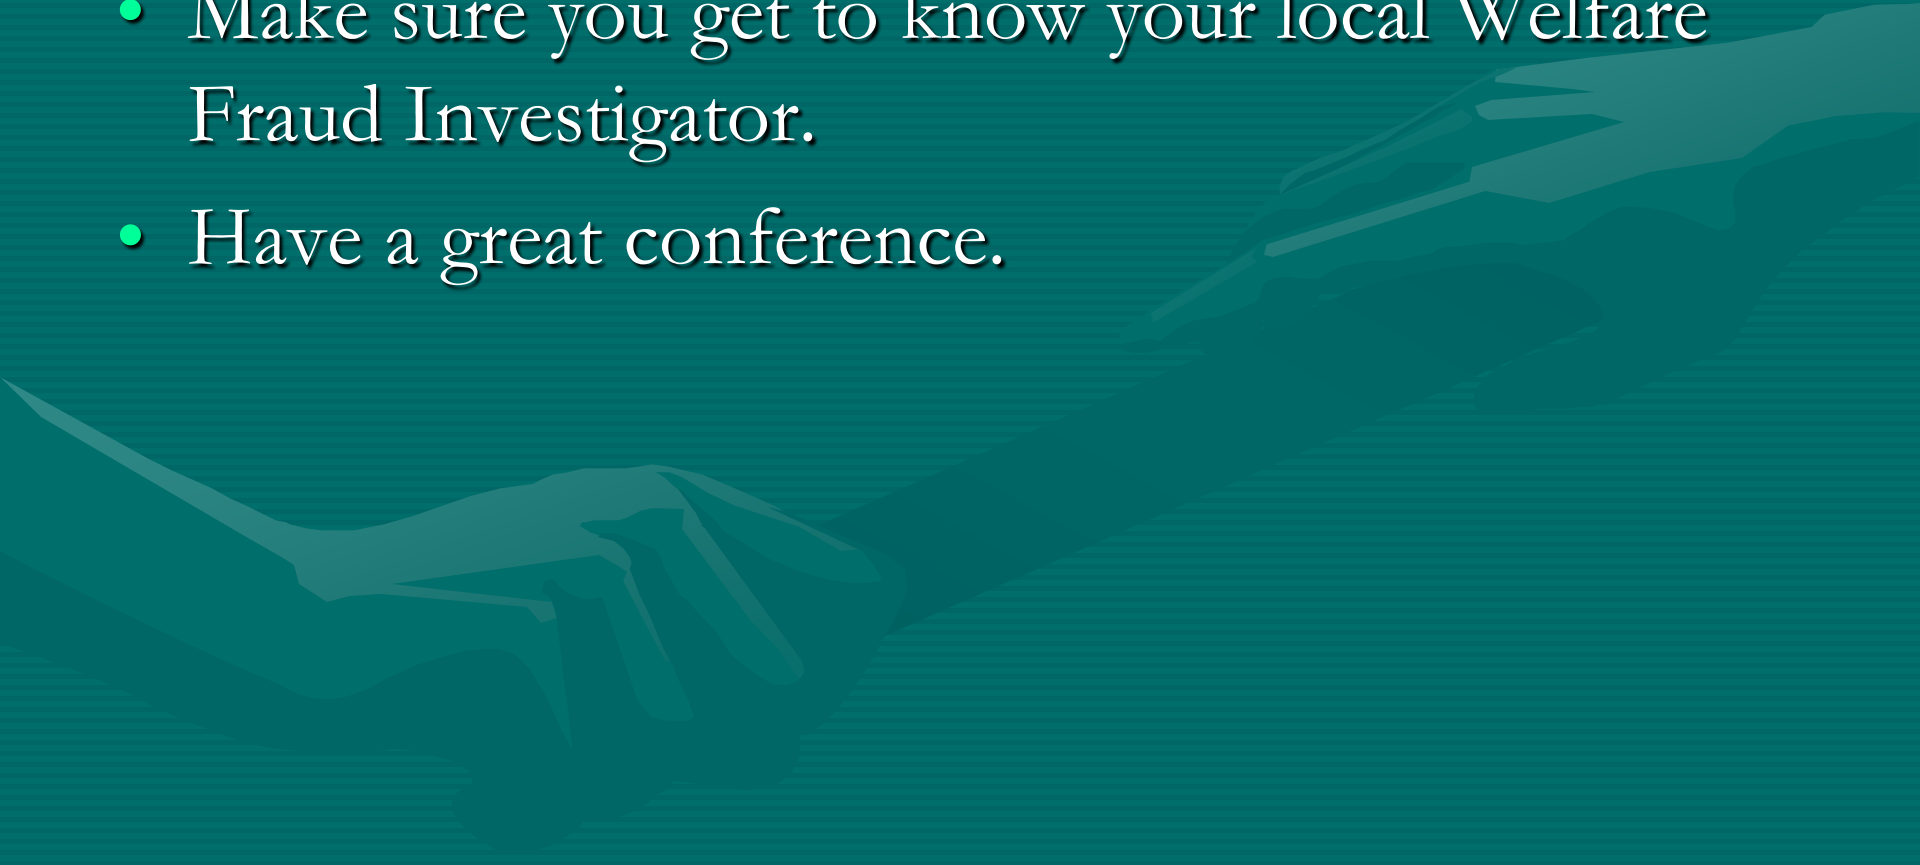 • Make sure you get to know your local Welfare
Fraud Investigator.
• Have a great conference.